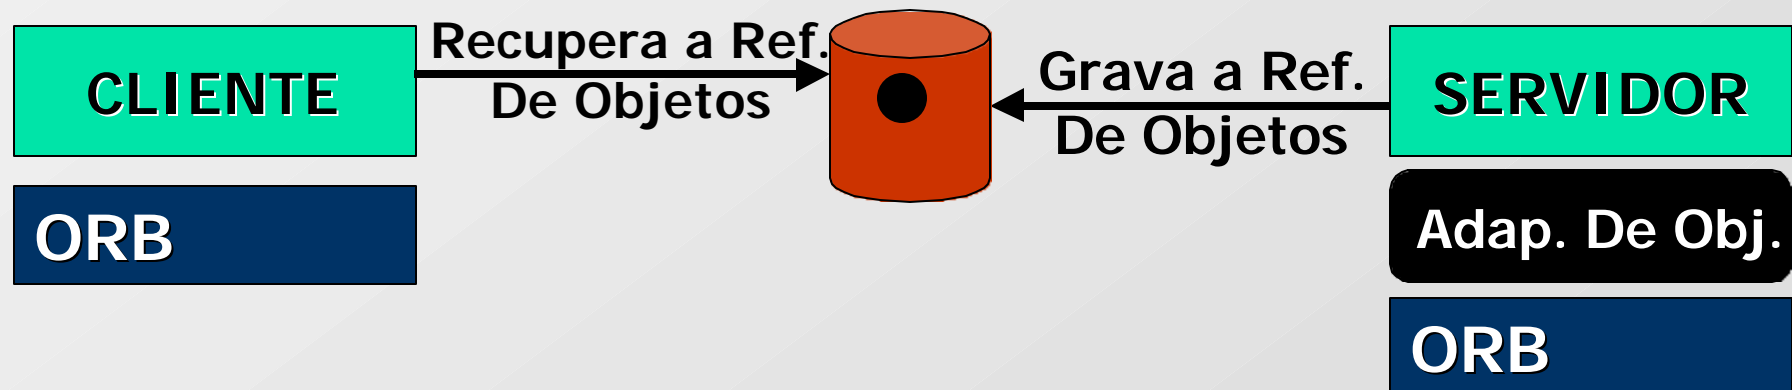 CLIENTE
Recupera a Ref.
De Objetos
Grava a Ref.
De Objetos
SERVIDOR
ORB
Adap. De Obj.
ORB